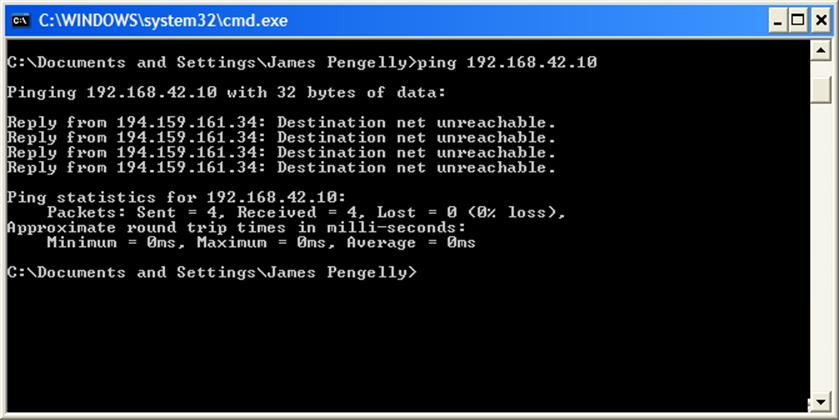 C:\WINDOWS\system32\cmd.exe
C:\Documents and Settings\James Pengelly>ping 192.168.42.10
Pinging 192.168.42.10 with 32 bytes of data:
Reply from 194.159.161.34: Destination net unreachable.
Reply from 194.159.161.34: Destination net unreachable.
Reply from 194.159.161.34: Destination net unreachable.
Reply from 194.159.161.34: Destination net unreachable.
Ping statistics for 192.168.42.10:
    Packets: Sent = 4, Received = 4, Lost = 0 (0% loss),
Approximate round trip times in milli-seconds:
    Minimum = 0ms, Maximum = 0ms, Average = 0ms
C:\Documents and Settings\James Pengelly>